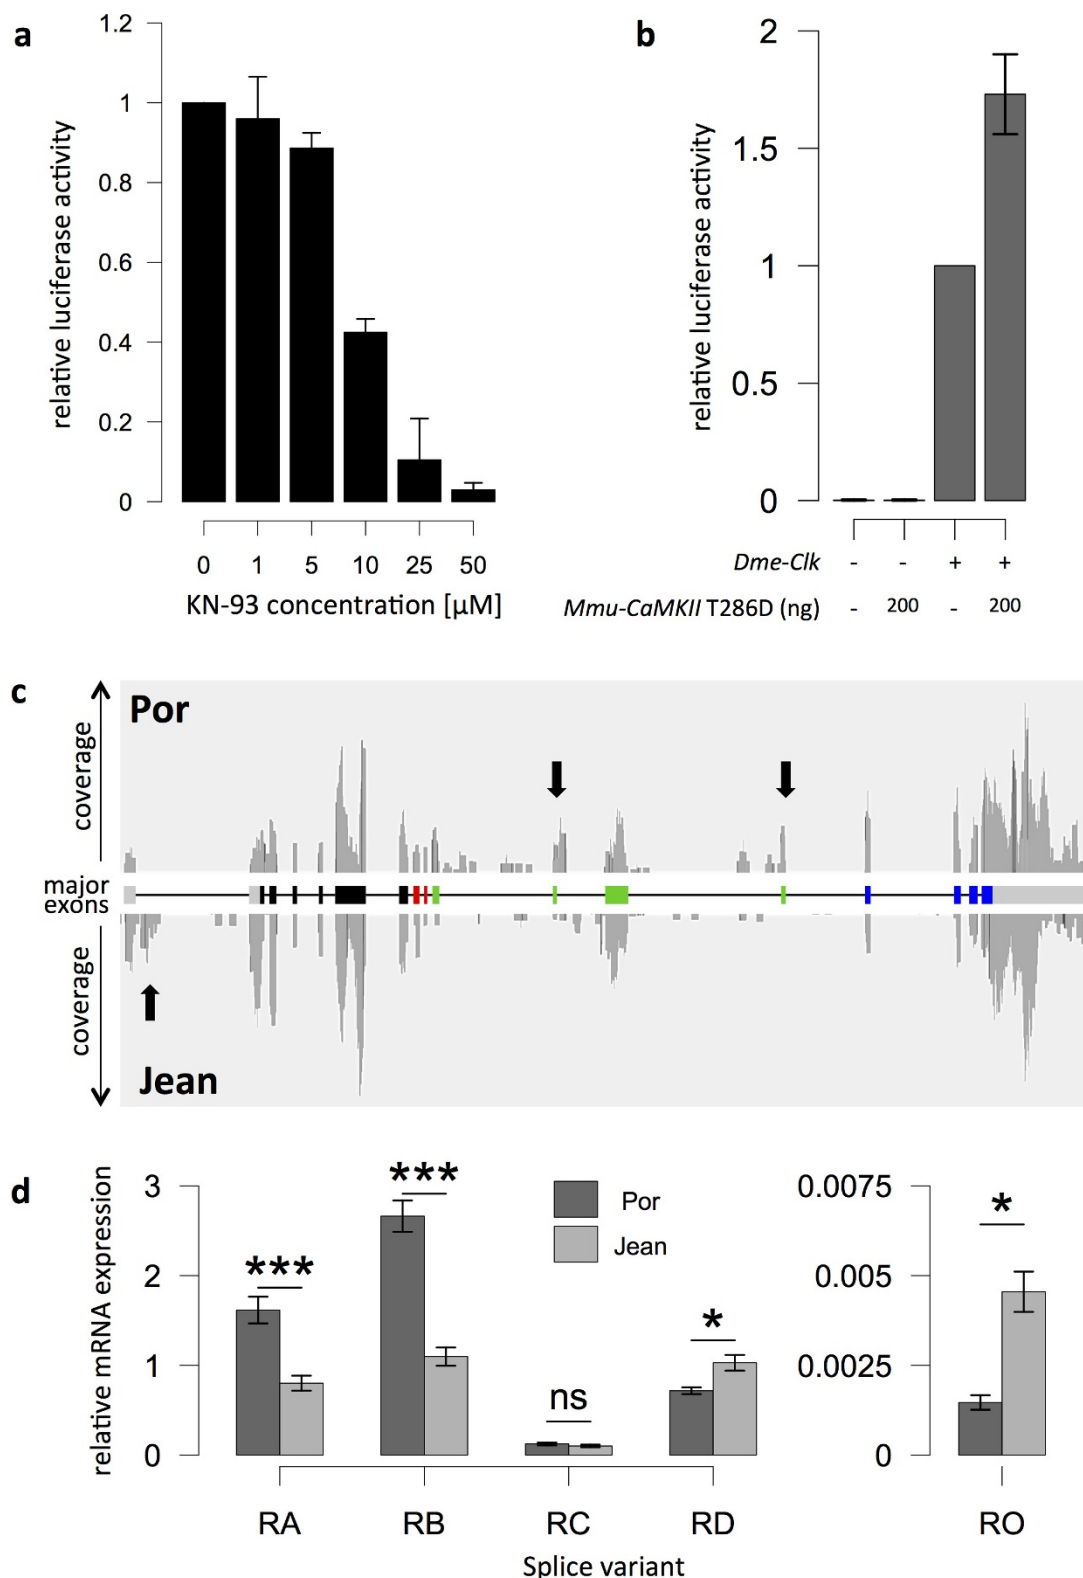 a
relative luciferase activity
1.2
1
0.8
0.6
0.4
0.2
0
0 1 5 10 25 50
KN-93 concentration [µM]
b
relative luciferase activity
2
1.5
1
0.5
0
Dme-Clk - - + +
Mmu-CaMKII T286D (ng) - 200 - 200
c
Por
coverage
major
exons
coverage
Jean
d
relative mRNA expression
3
2
1
0
*** *** ns *
Por
Jean
RA RB RC RD
Splice variant
0.0075
0.005
0.0025
0
*
RO